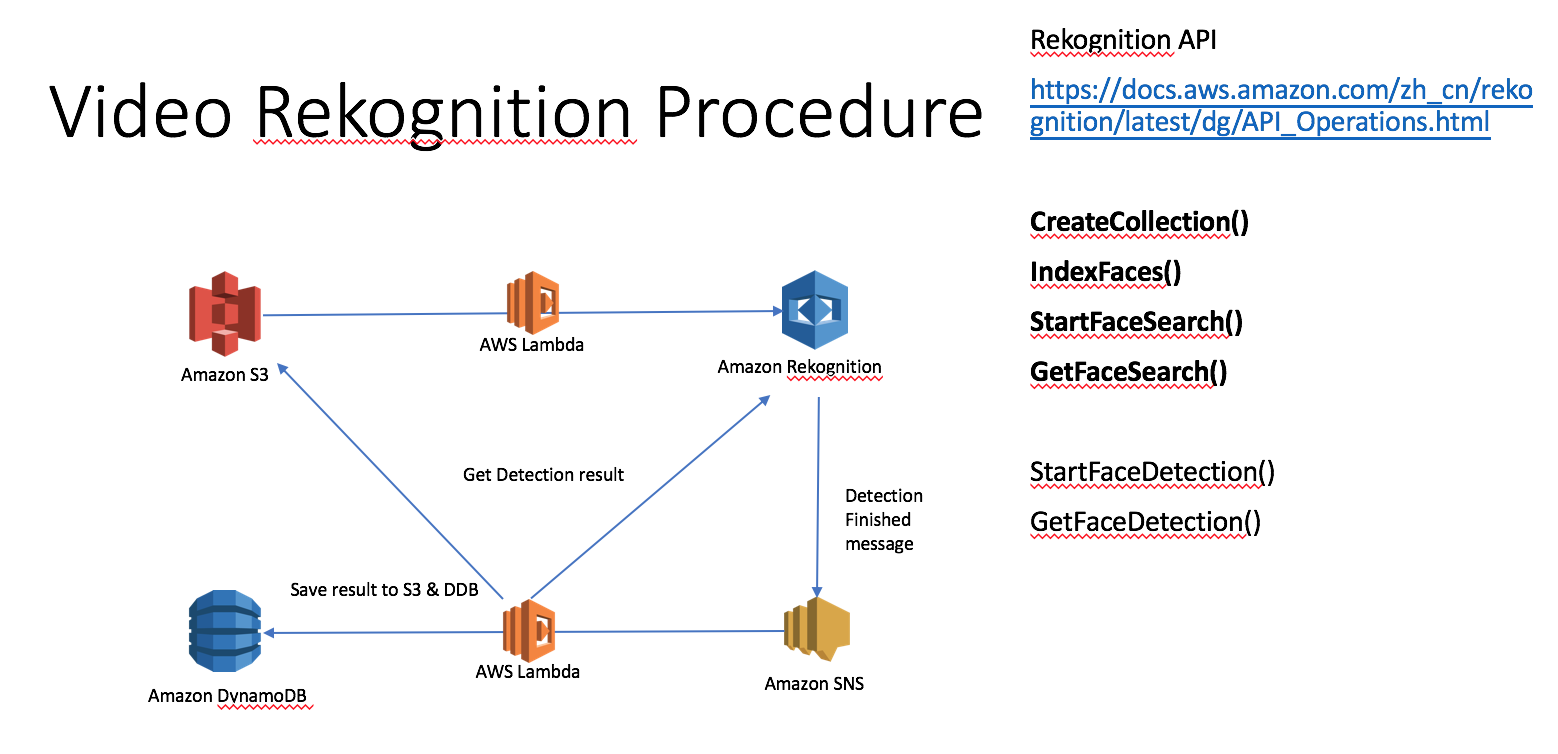 Video Rekognition Procedure
Rekognition API
https://docs.aws.amazon.com/zh_cn/reko
gnition/latest/dg/API_Operations.html
CreateCollection()
IndexFaces()
StartFaceSearch()
GetFaceSearch()
StartFaceDetection()
GetFaceDetection()
Amazon S3
AWS Lambda
Amazon Rekognition
Get Detection result
Detection
Finished
message
Save result to S3 & DDB
Amazon DynamoDB
AWS Lambda
Amazon SNS